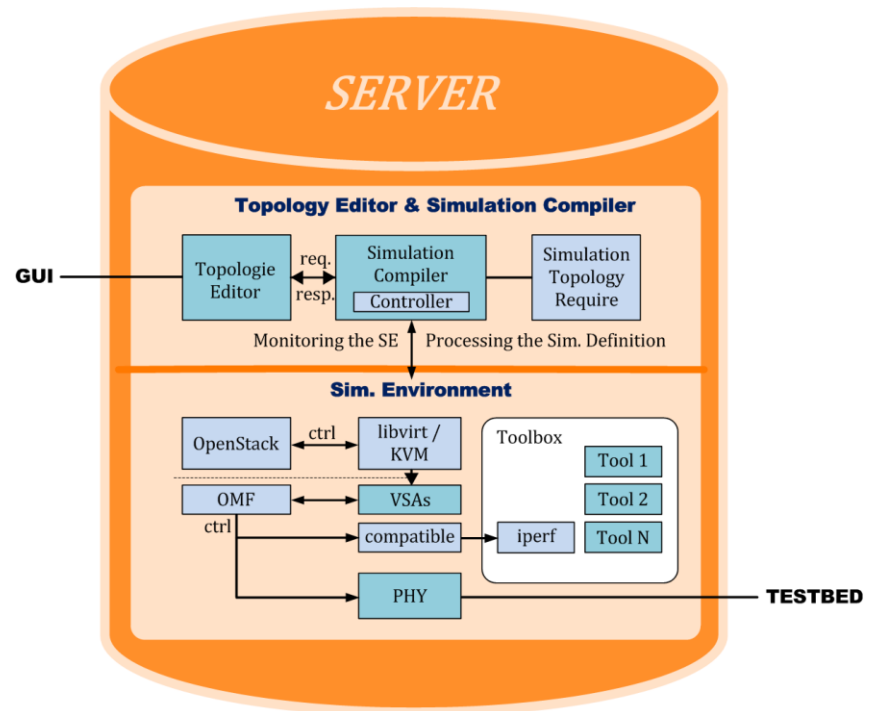 SERVER
Topology Editor & Simulation Compiler
GUI
Topologie
Editor
req.
resp.
Simulation
Compiler
Controller
Simulation
Topology
Require
Monitoring the SE
Processing the Sim. Definition
Sim. Environment
OpenStack
ctrl
libvirt /
KVM
Toolbox
Tool 1
Tool 2
Tool N
OMF
VSAs
ctrl
compatible
iperf
PHY
TESTBED